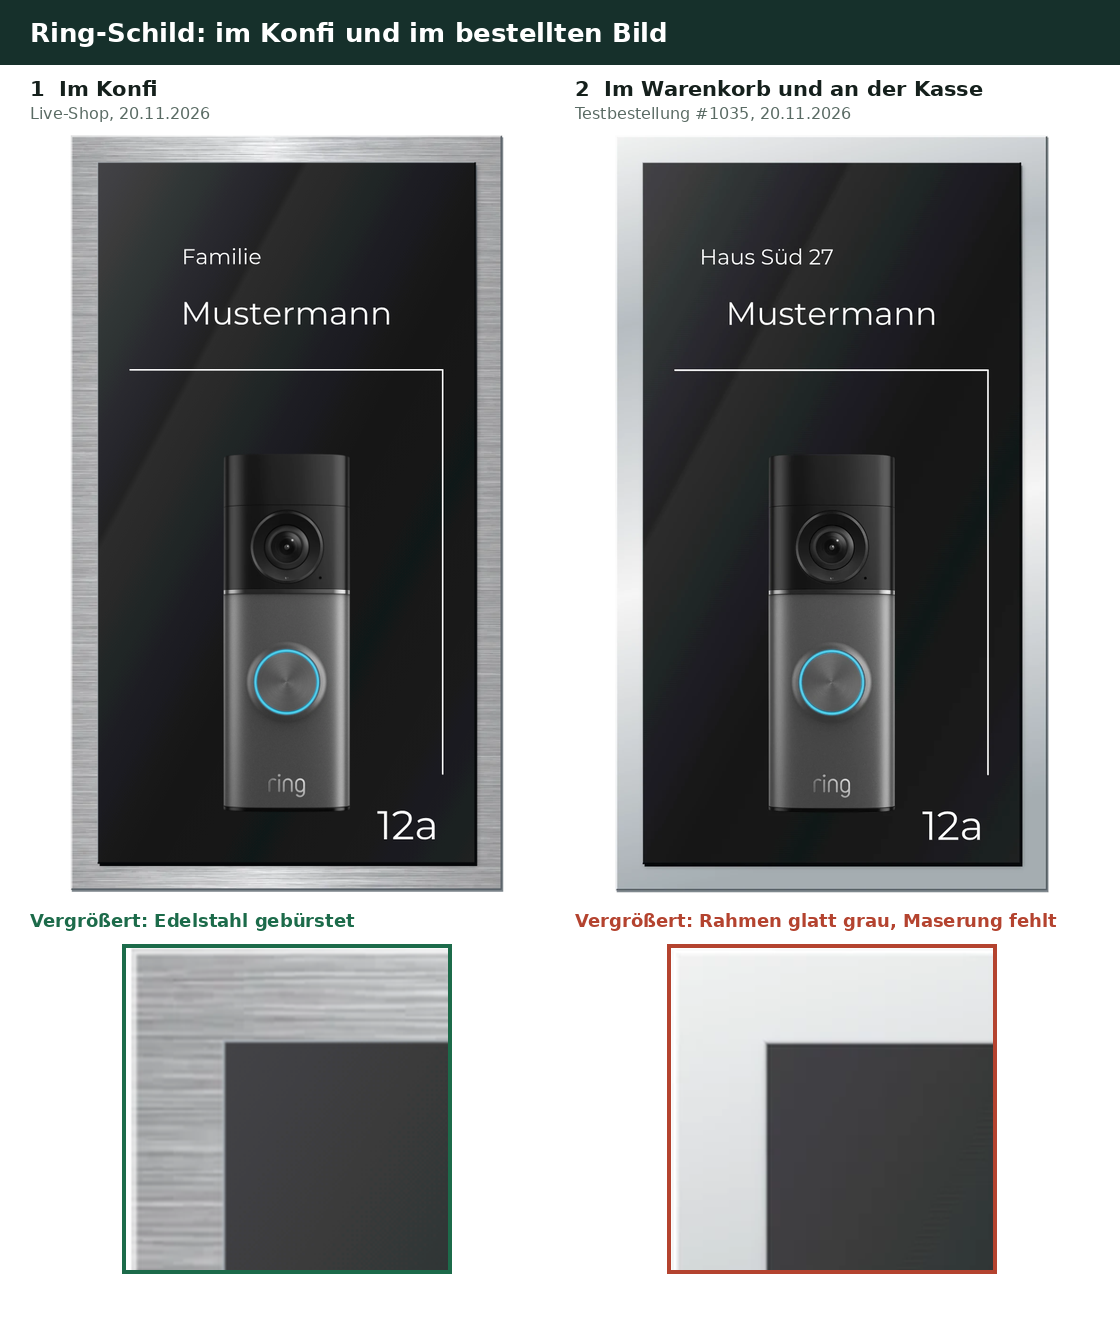 Ring-Schild: im Konfi und im bestellten Bild
1 Im Konfi
Live-Shop, 20.11.2026
Familie
Mustermann
ring
12a
Vergrößert: Edelstahl gebürstet
2 Im Warenkorb und an der Kasse
Testbestellung #1035, 20.11.2026
Haus Süd 27
Mustermann
ring
12a
Vergrößert: Rahmen glatt grau, Maserung fehlt